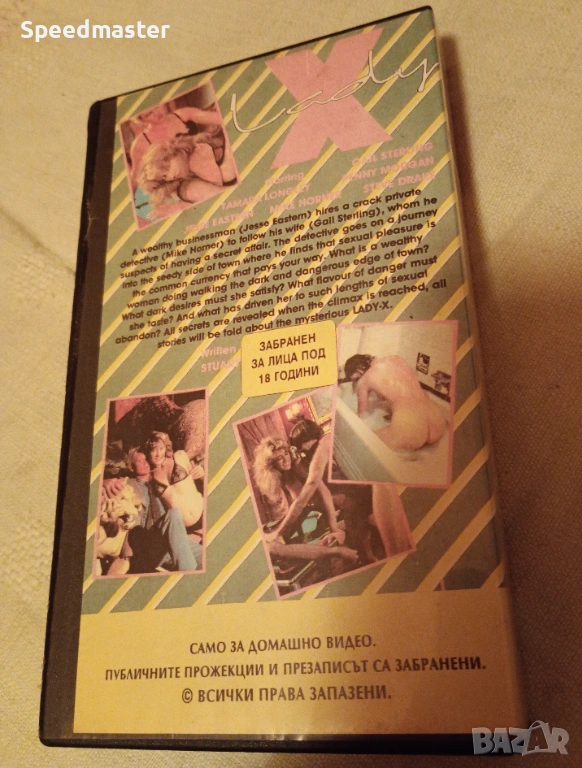 Speedmaster
Lady
X
Starring
GAIL STERLING
TAMARA LONGLEY
JONNY MORGAN
JESSE EASTERN MIKE HORNER STEVE DRAKE
A wealthy businessman (Jesse Eastern) hires a crack private
detective (Mike Horner) to follow his wife (Gail Sterling), whom he
suspects of having a secret affair. The detective goes on a journey
into the seedy side of town where he finds that sexual pleasure is
the common currency that pays your way. What is a wealthy
woman doing walking the dark and dangerous edge of town?
What dark desires must she satisfy? What flavour of danger must
she taste? And what has driven her to such lengths of sexual
abandon? All secrets are revealed when the climax is reached, all
stories will be told about the mysterious LADY-X.
Written
STUAR
ЗАБРАНЕН
ЗА ЛИЦА ПОД
18 ГОДИНИ
САМО ЗА ДОМАШНО ВИДЕО.
ПУБЛИЧНИТЕ ПРОЖЕКЦИИ И ПРЕЗАПИСЪТ СА ЗАБРАНЕНИ.
© ВСИЧКИ ПРАВА ЗАПАЗЕНИ.
BAZAR
bazar.bg